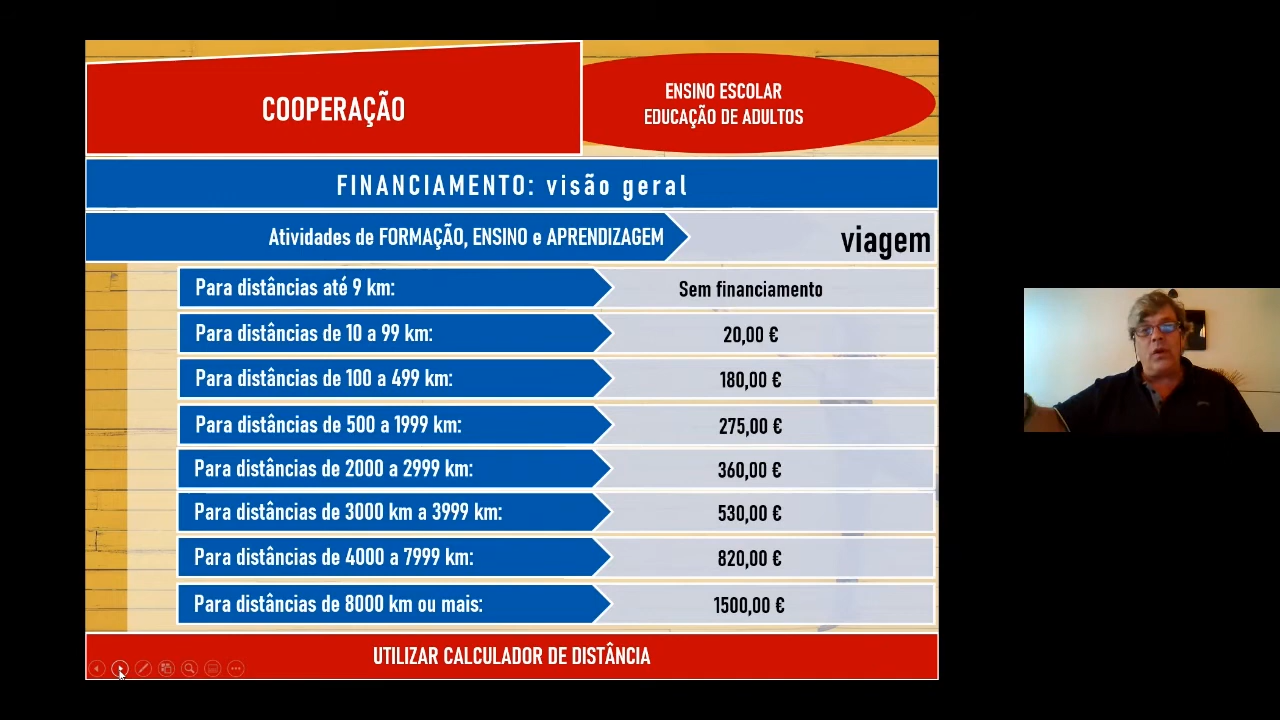 COOPERAÇÃO
ENSINO ESCOLAR
EDUCAÇÃO DE ADULTOS
FINANCIAMENTO: visão geral
Atividades de FORMAÇÃO, ENSINO e APRENDIZAGEM
viagem
Para distâncias até 9 km:
Sem financiamento
Para distâncias de 10 a 99 km:
20,00 €
Para distâncias de 100 a 499 km:
180,00 €
Para distâncias de 500 a 1999 km:
275,00 €
Para distâncias de 2000 a 2999 km:
360,00 €
Para distâncias de 3000 km a 3999 km:
530,00 €
Para distâncias de 4000 a 7999 km:
820,00 €
Para distâncias de 8000 km ou mais:
1500,00 €
UTILIZAR CALCULADOR DE DISTÂNCIA